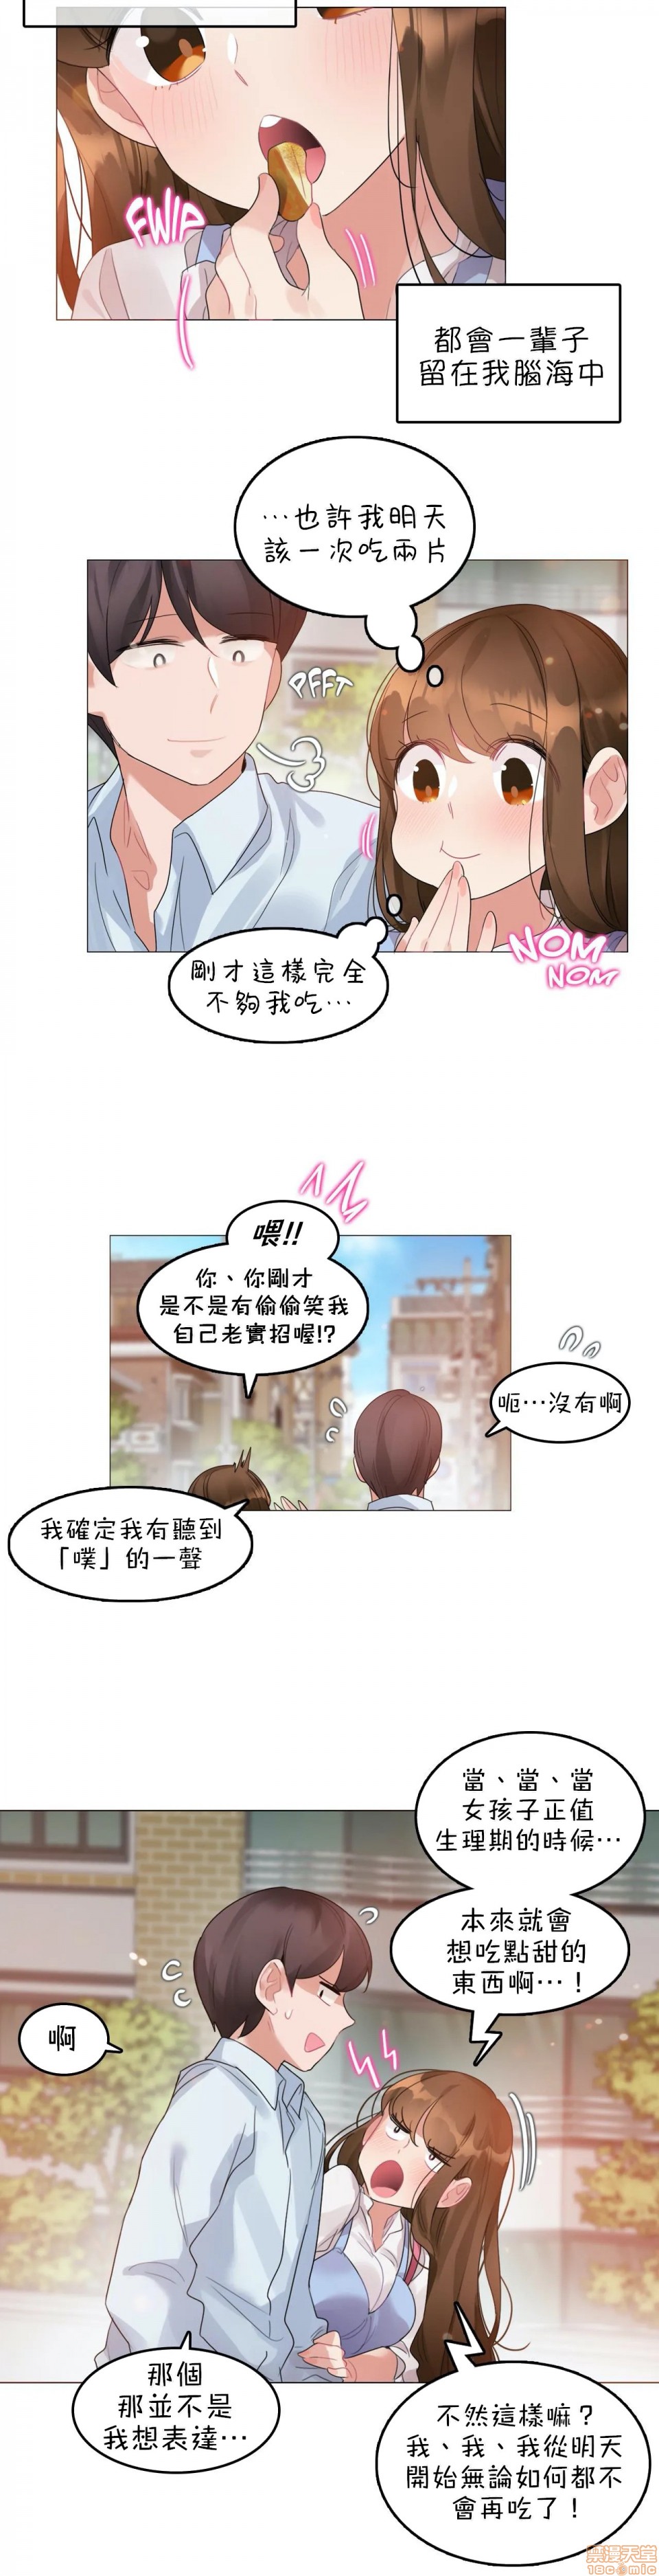 FWIP
都會一輩子
留在我腦海中
…也許我明天
該一次吃兩片
PFFT
NOM
NOM
剛才這樣完全
不夠我吃…
喂!!
你、你剛才
是不是有偷偷笑我
自己老實招喔!?
呃…沒有啊
我確定我有聽到
「噗」的一聲
當、當、當
女孩子正值
生理期的時候…
本來就會
想吃點甜的
東西啊…！
啊
那個
那並不是
我想表達…
不然這樣嘛？
我、我、我從明天
開始無論如何都不
會再吃了！
禁漫天堂
18comic